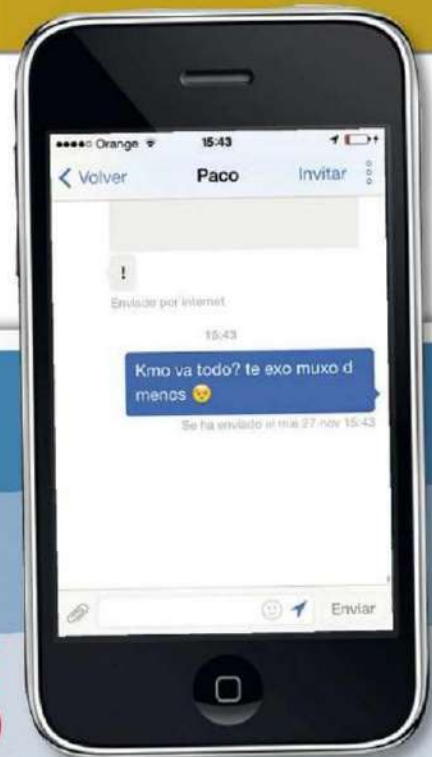 Orange 15:43
Volver Paco Invitar
!
Enviado por internet
15:43
Kmo va todo? te exo muxo d
menos
Se ha enviado el mié 27 nov 15:43
Enviar